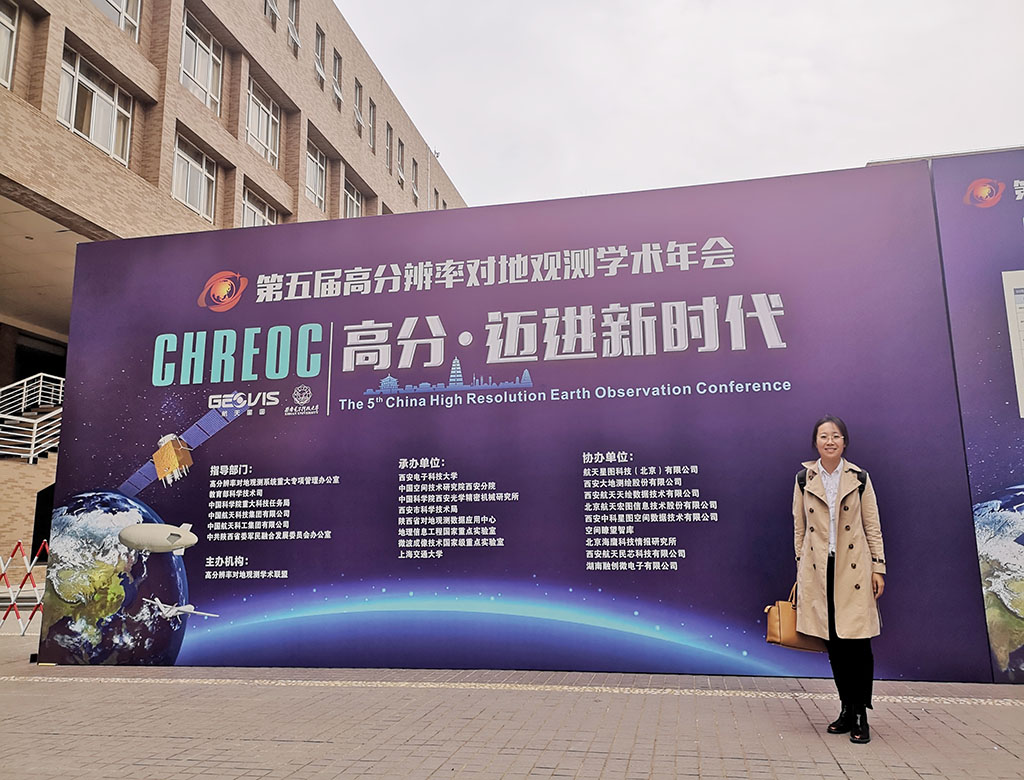 第五届高分辨率对地观测学术年会
CHREOC
高分·迈进新时代
GEOVIS
航天星图
The 5th China High Resolution Earth Observation Conference
指导部门：
高分辨率对地观测系统重大专项管理办公室
教育部科学技术司
中国科学院重大科技任务局
中国航天科技集团有限公司
中国航天科工集团有限公司
中共陕西省委军民融合发展委员会办公室
主办机构：
高分辨率对地观测学术联盟
承办单位：
西安电子科技大学
中国空间技术研究院西安分院
中国科学院西安光学精密机械研究所
西安市科学技术局
陕西省对地观测数据应用中心
地理信息工程国家重点实验室
微波成像技术国家级重点实验室
上海交通大学
协办单位：
航天星图科技（北京）有限公司
西安大地测绘股份有限公司
西安航天天绘数据技术有限公司
北京航天宏图信息技术股份有限公司
西安中科星图空间数据技术有限公司
空间瞭望智库
北京海鹰科技情报研究所
西安航天民芯科技有限公司
湖南融创微电子有限公司
第